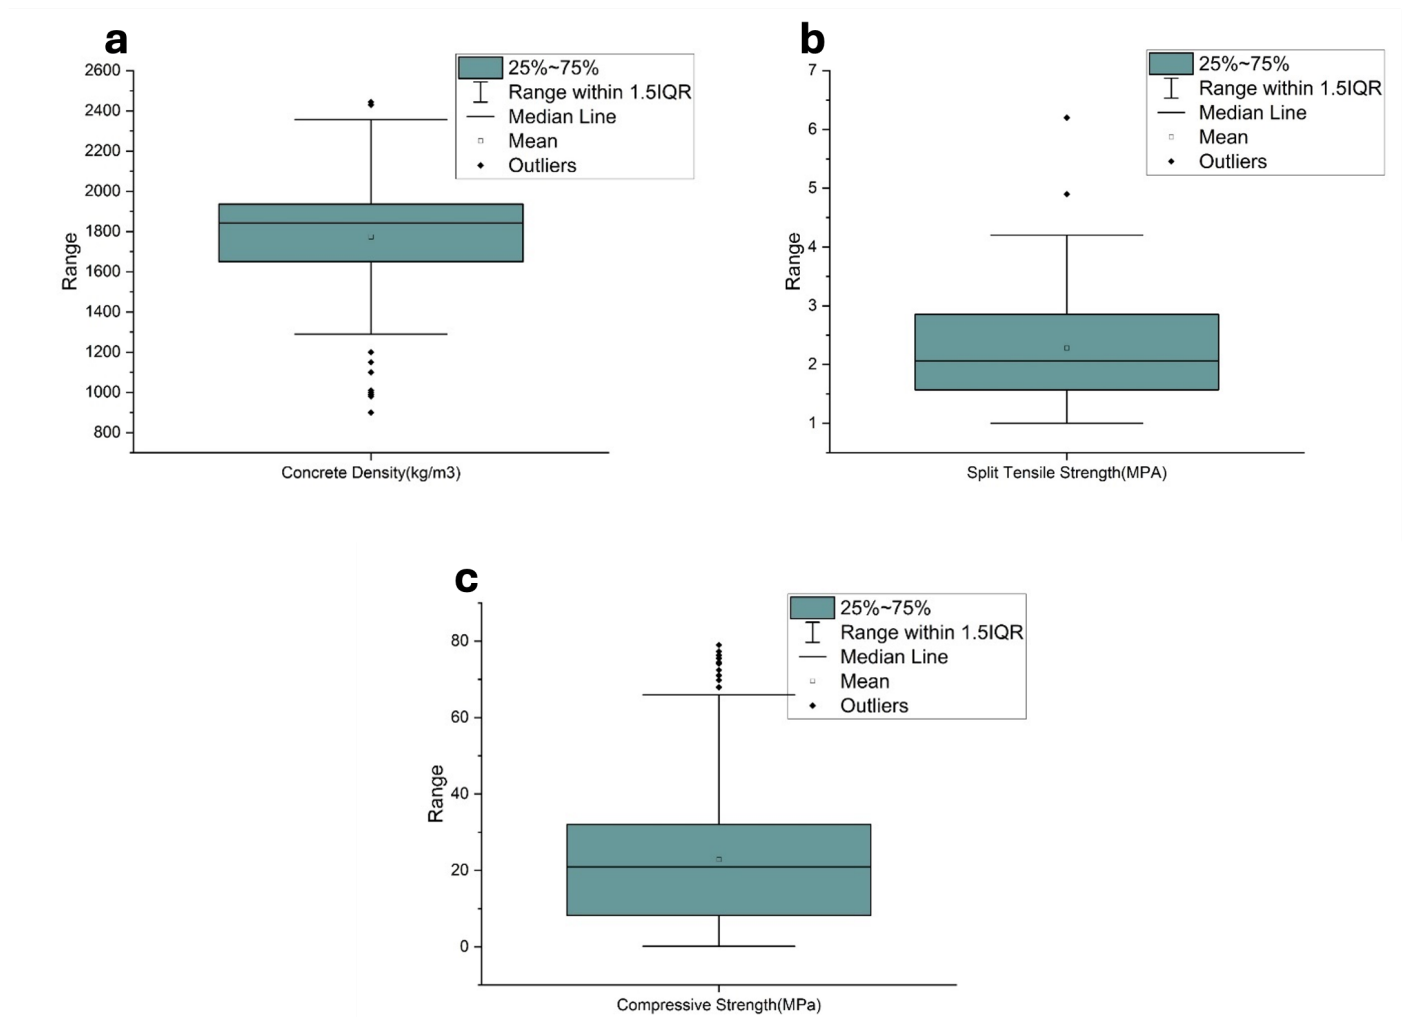 a
2600
2400
2200
2000
1800
1600
1400
1200
1000
800
Range
25%~75%
Range within 1.5IQR
Median Line
Mean
Outliers
Concrete Density(kg/m3)
b
7
6
5
4
3
2
1
Range
25%~75%
Range within 1.5IQR
Median Line
Mean
Outliers
Split Tensile Strength(MPA)
c
80
60
40
20
0
Range
25%~75%
Range within 1.5IQR
Median Line
Mean
Outliers
Compressive Strength(MPa)